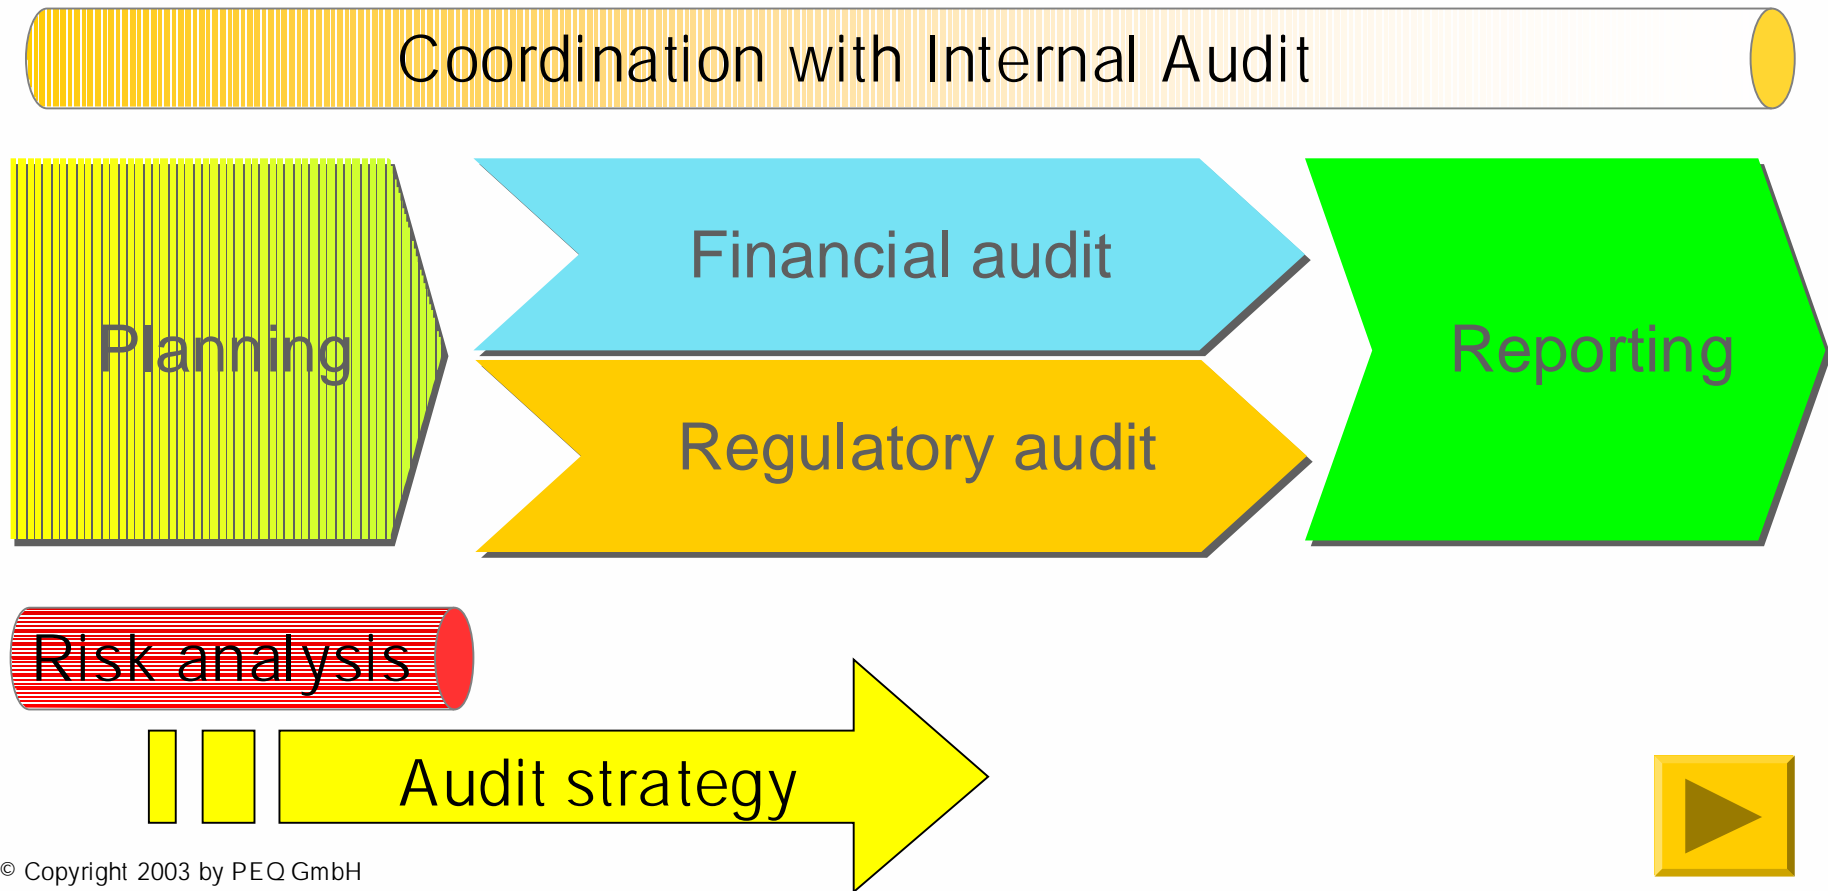 Coordination with Internal Audit
Financial audit
Planning
Reporting
Regulatory audit
Risk analysis
Audit strategy
© Copyright 2003 by PEQ GmbH